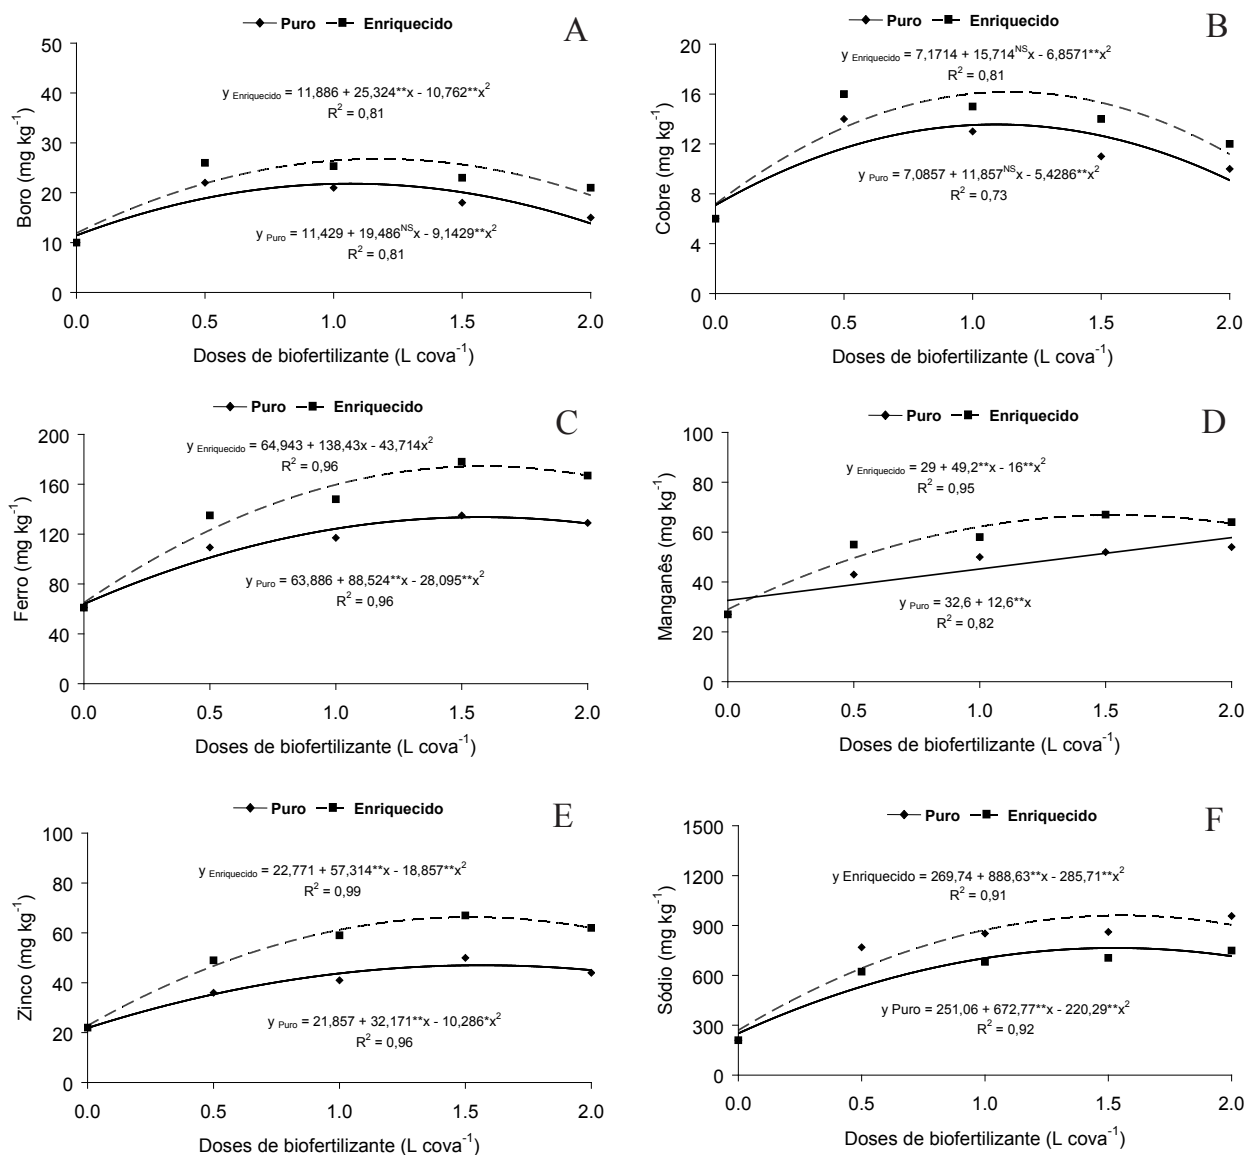 Puro Enriquecido A
Boro (mg kg⁻¹)
50
40
30
20
10
0
y Enriquecido = 11,886 + 25,324**x - 10,762**x²
R² = 0,81
y Puro = 11,429 + 19,486ᴺˢx - 9,1429**x²
R² = 0,81
0.0 0.5 1.0 1.5 2.0
Doses de biofertilizante (L cova⁻¹)
Puro Enriquecido B
Cobre (mg kg⁻¹)
20
16
12
8
4
0
y Enriquecido = 7,1714 + 15,714ᴺˢx - 6,8571**x²
R² = 0,81
y Puro = 7,0857 + 11,857ᴺˢx - 5,4286**x²
R² = 0,73
0.0 0.5 1.0 1.5 2.0
Doses de biofertilizante (L cova⁻¹)
Puro Enriquecido C
Ferro (mg kg⁻¹)
200
160
120
80
40
0
y Enriquecido = 64,943 + 138,43x - 43,714x²
R² = 0,96
y Puro = 63,886 + 88,524**x - 28,095**x²
R² = 0,96
0.0 0.5 1.0 1.5 2.0
Doses de biofertilizante (L cova⁻¹)
Puro Enriquecido D
Manganês (mg kg⁻¹)
100
80
60
40
20
0
y Enriquecido = 29 + 49,2**x - 16**x²
R² = 0,95
y Puro = 32,6 + 12,6**x
R² = 0,82
0.0 0.5 1.0 1.5 2.0
Doses de biofertilizante (L cova⁻¹)
Puro Enriquecido E
Zinco (mg kg⁻¹)
100
80
60
40
20
0
y Enriquecido = 22,771 + 57,314**x - 18,857**x²
R² = 0,99
y Puro = 21,857 + 32,171**x - 10,286*x²
R² = 0,96
0.0 0.5 1.0 1.5 2.0
Doses de biofertilizante (L cova⁻¹)
Puro Enriquecido F
Sódio (mg kg⁻¹)
1500
1200
900
600
300
0
y Enriquecido = 269,74 + 888,63**x - 285,71**x²
R² = 0,91
y Puro = 251,06 + 672,77**x - 220,29**x²
R² = 0,92
0.0 0.5 1.0 1.5 2.0
Doses de biofertilizante (L cova⁻¹)